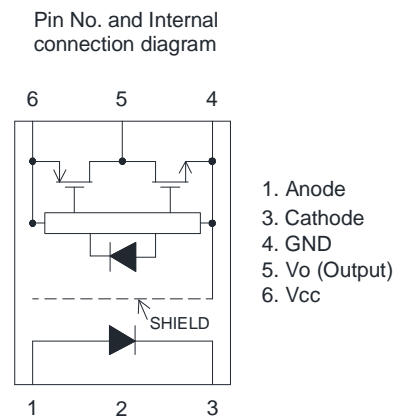 Pin No. and Internal
connection diagram
6 5 4
SHIELD
1 2 3
1. Anode
3. Cathode
4. GND
5. Vo (Output)
6. Vcc